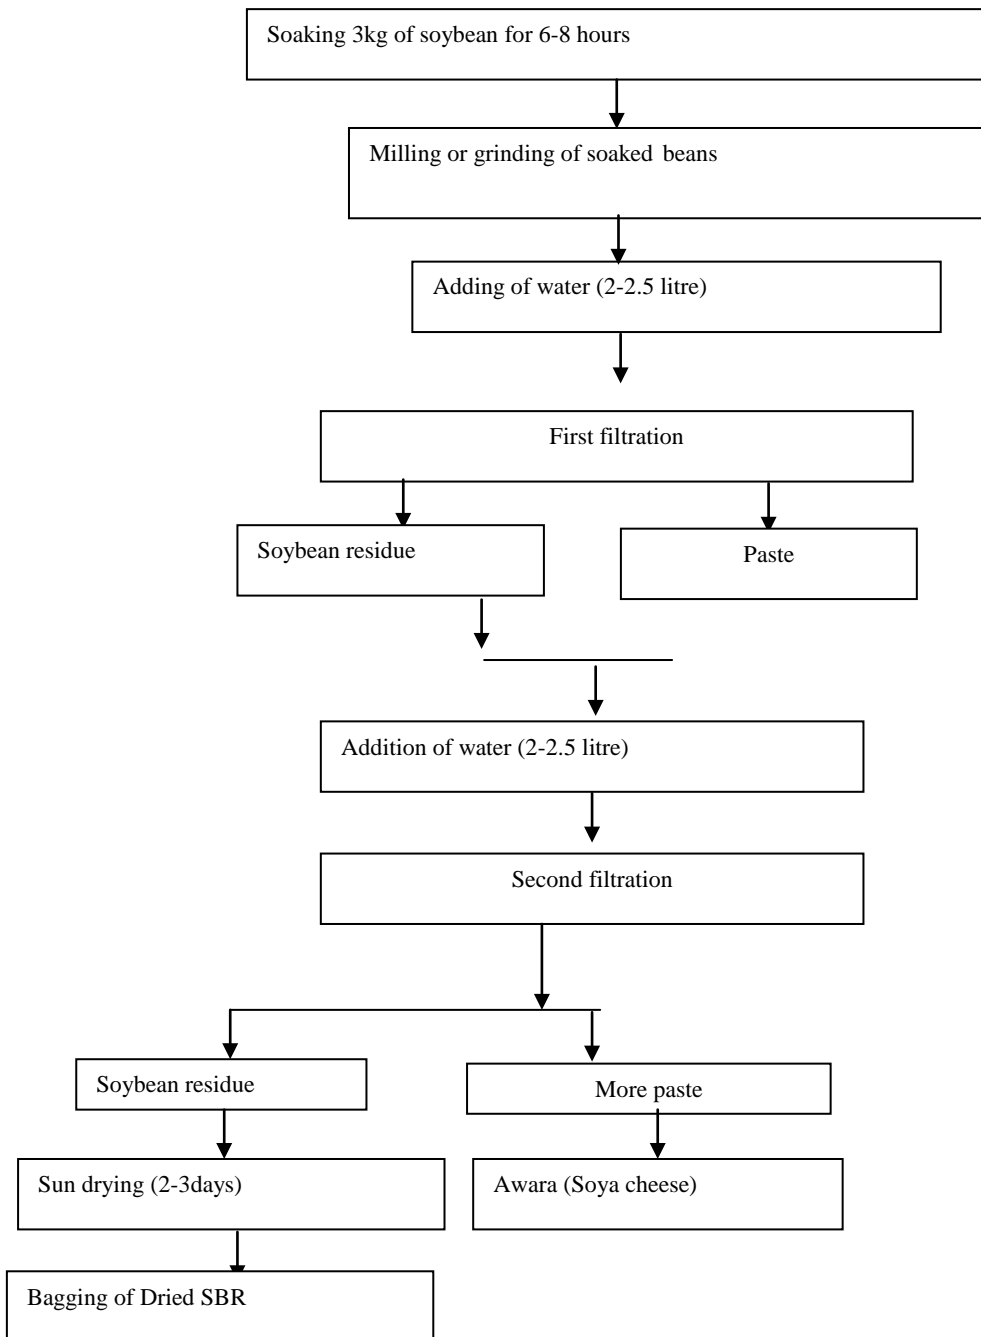 Soaking 3kg of soybean for 6-8 hours
Milling or grinding of soaked beans
Adding of water (2-2.5 litre)
First filtration
Soybean residue
Paste
Addition of water (2-2.5 litre)
Second filtration
Soybean residue
More paste
Sun drying (2-3days)
Awara (Soya cheese)
Bagging of Dried SBR